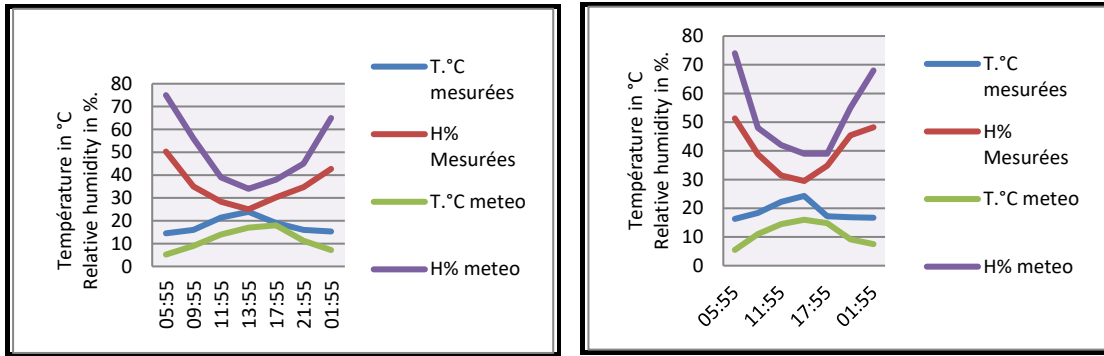 Température in °C
Relative humidity in %.
80
70
60
50
40
30
20
10
0
05:55
09:55
11:55
13:55
17:55
21:55
01:55
T.°C
mesurées
H%
Mesurées
T.°C meteo
H% meteo
Température in °C
Relative humidity in %.
80
70
60
50
40
30
20
10
0
05:55
11:55
17:55
01:55
T.°C
mesurées
H%
Mesurées
T.°C meteo
H% meteo